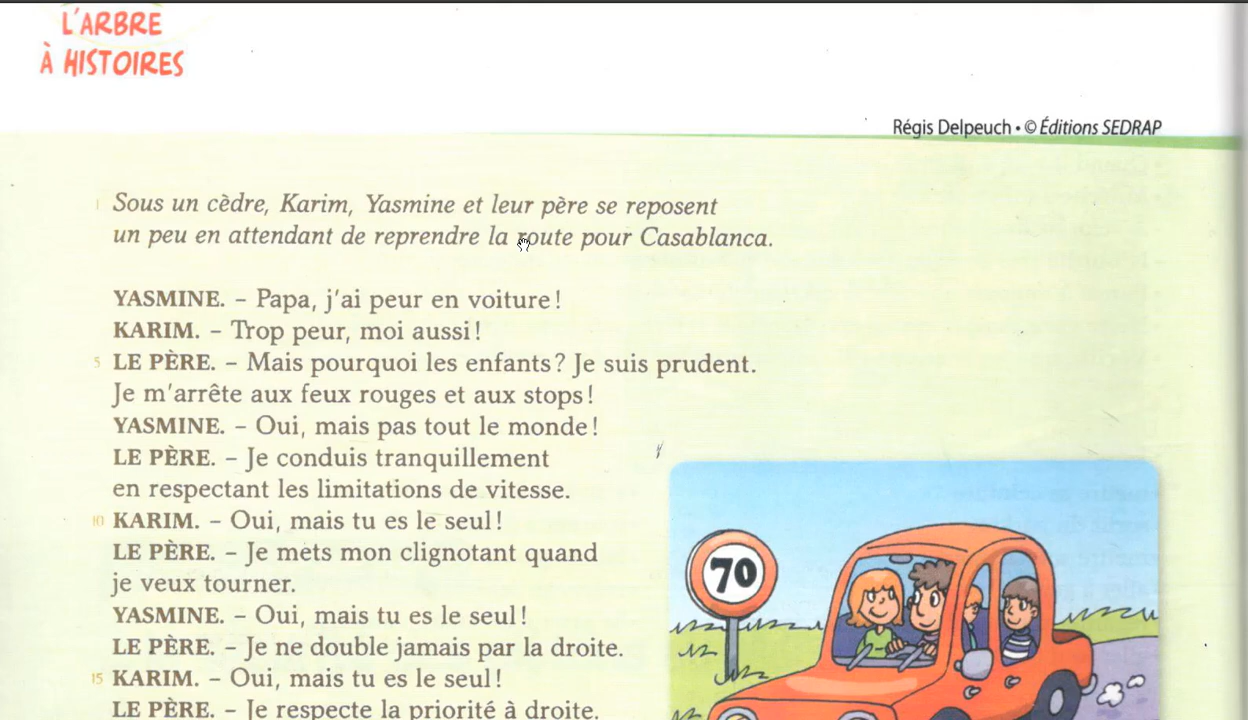 L'ARBRE
À HISTOIRES
Régis Delpeuch • © Éditions SEDRAP
1 Sous un cèdre, Karim, Yasmine et leur père se reposent
un peu en attendant de reprendre la route pour Casablanca.
YASMINE. – Papa, j'ai peur en voiture !
KARIM. – Trop peur, moi aussi !
5 LE PÈRE. – Mais pourquoi les enfants ? Je suis prudent.
Je m'arrête aux feux rouges et aux stops !
YASMINE. – Oui, mais pas tout le monde !
LE PÈRE. – Je conduis tranquillement
en respectant les limitations de vitesse.
10 KARIM. – Oui, mais tu es le seul !
LE PÈRE. – Je mets mon clignotant quand
je veux tourner.
YASMINE. – Oui, mais tu es le seul !
LE PÈRE. – Je ne double jamais par la droite.
15 KARIM. – Oui, mais tu es le seul !
LE PÈRE. – Je respecte la priorité à droite.
70